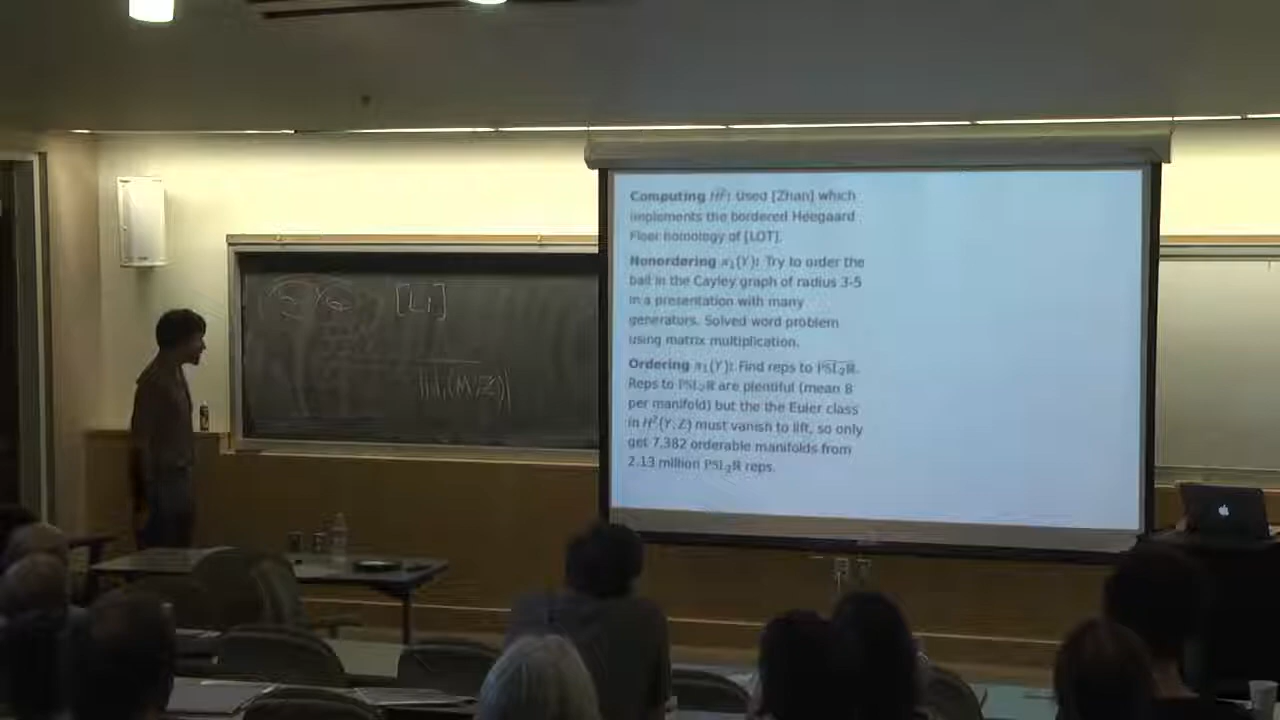 [Li]
|H₁(M;ℤ)|
Computing HF: Used [Zhan] which
implements the bordered Heegaard
Floer homology of [LOT].
Nonordering π₁(Y): Try to order the
ball in the Cayley graph of radius 3-5
in a presentation with many
generators. Solved word problem
using matrix multiplication.
Ordering π₁(Y): Find reps to PSL₂ℝ.
Reps to PSL₂ℝ are plentiful (mean 8
per manifold) but the the Euler class
in H²(Y;ℤ) must vanish to lift, so only
get 7,382 orderable manifolds from
2.13 million PSL₂ℝ reps.